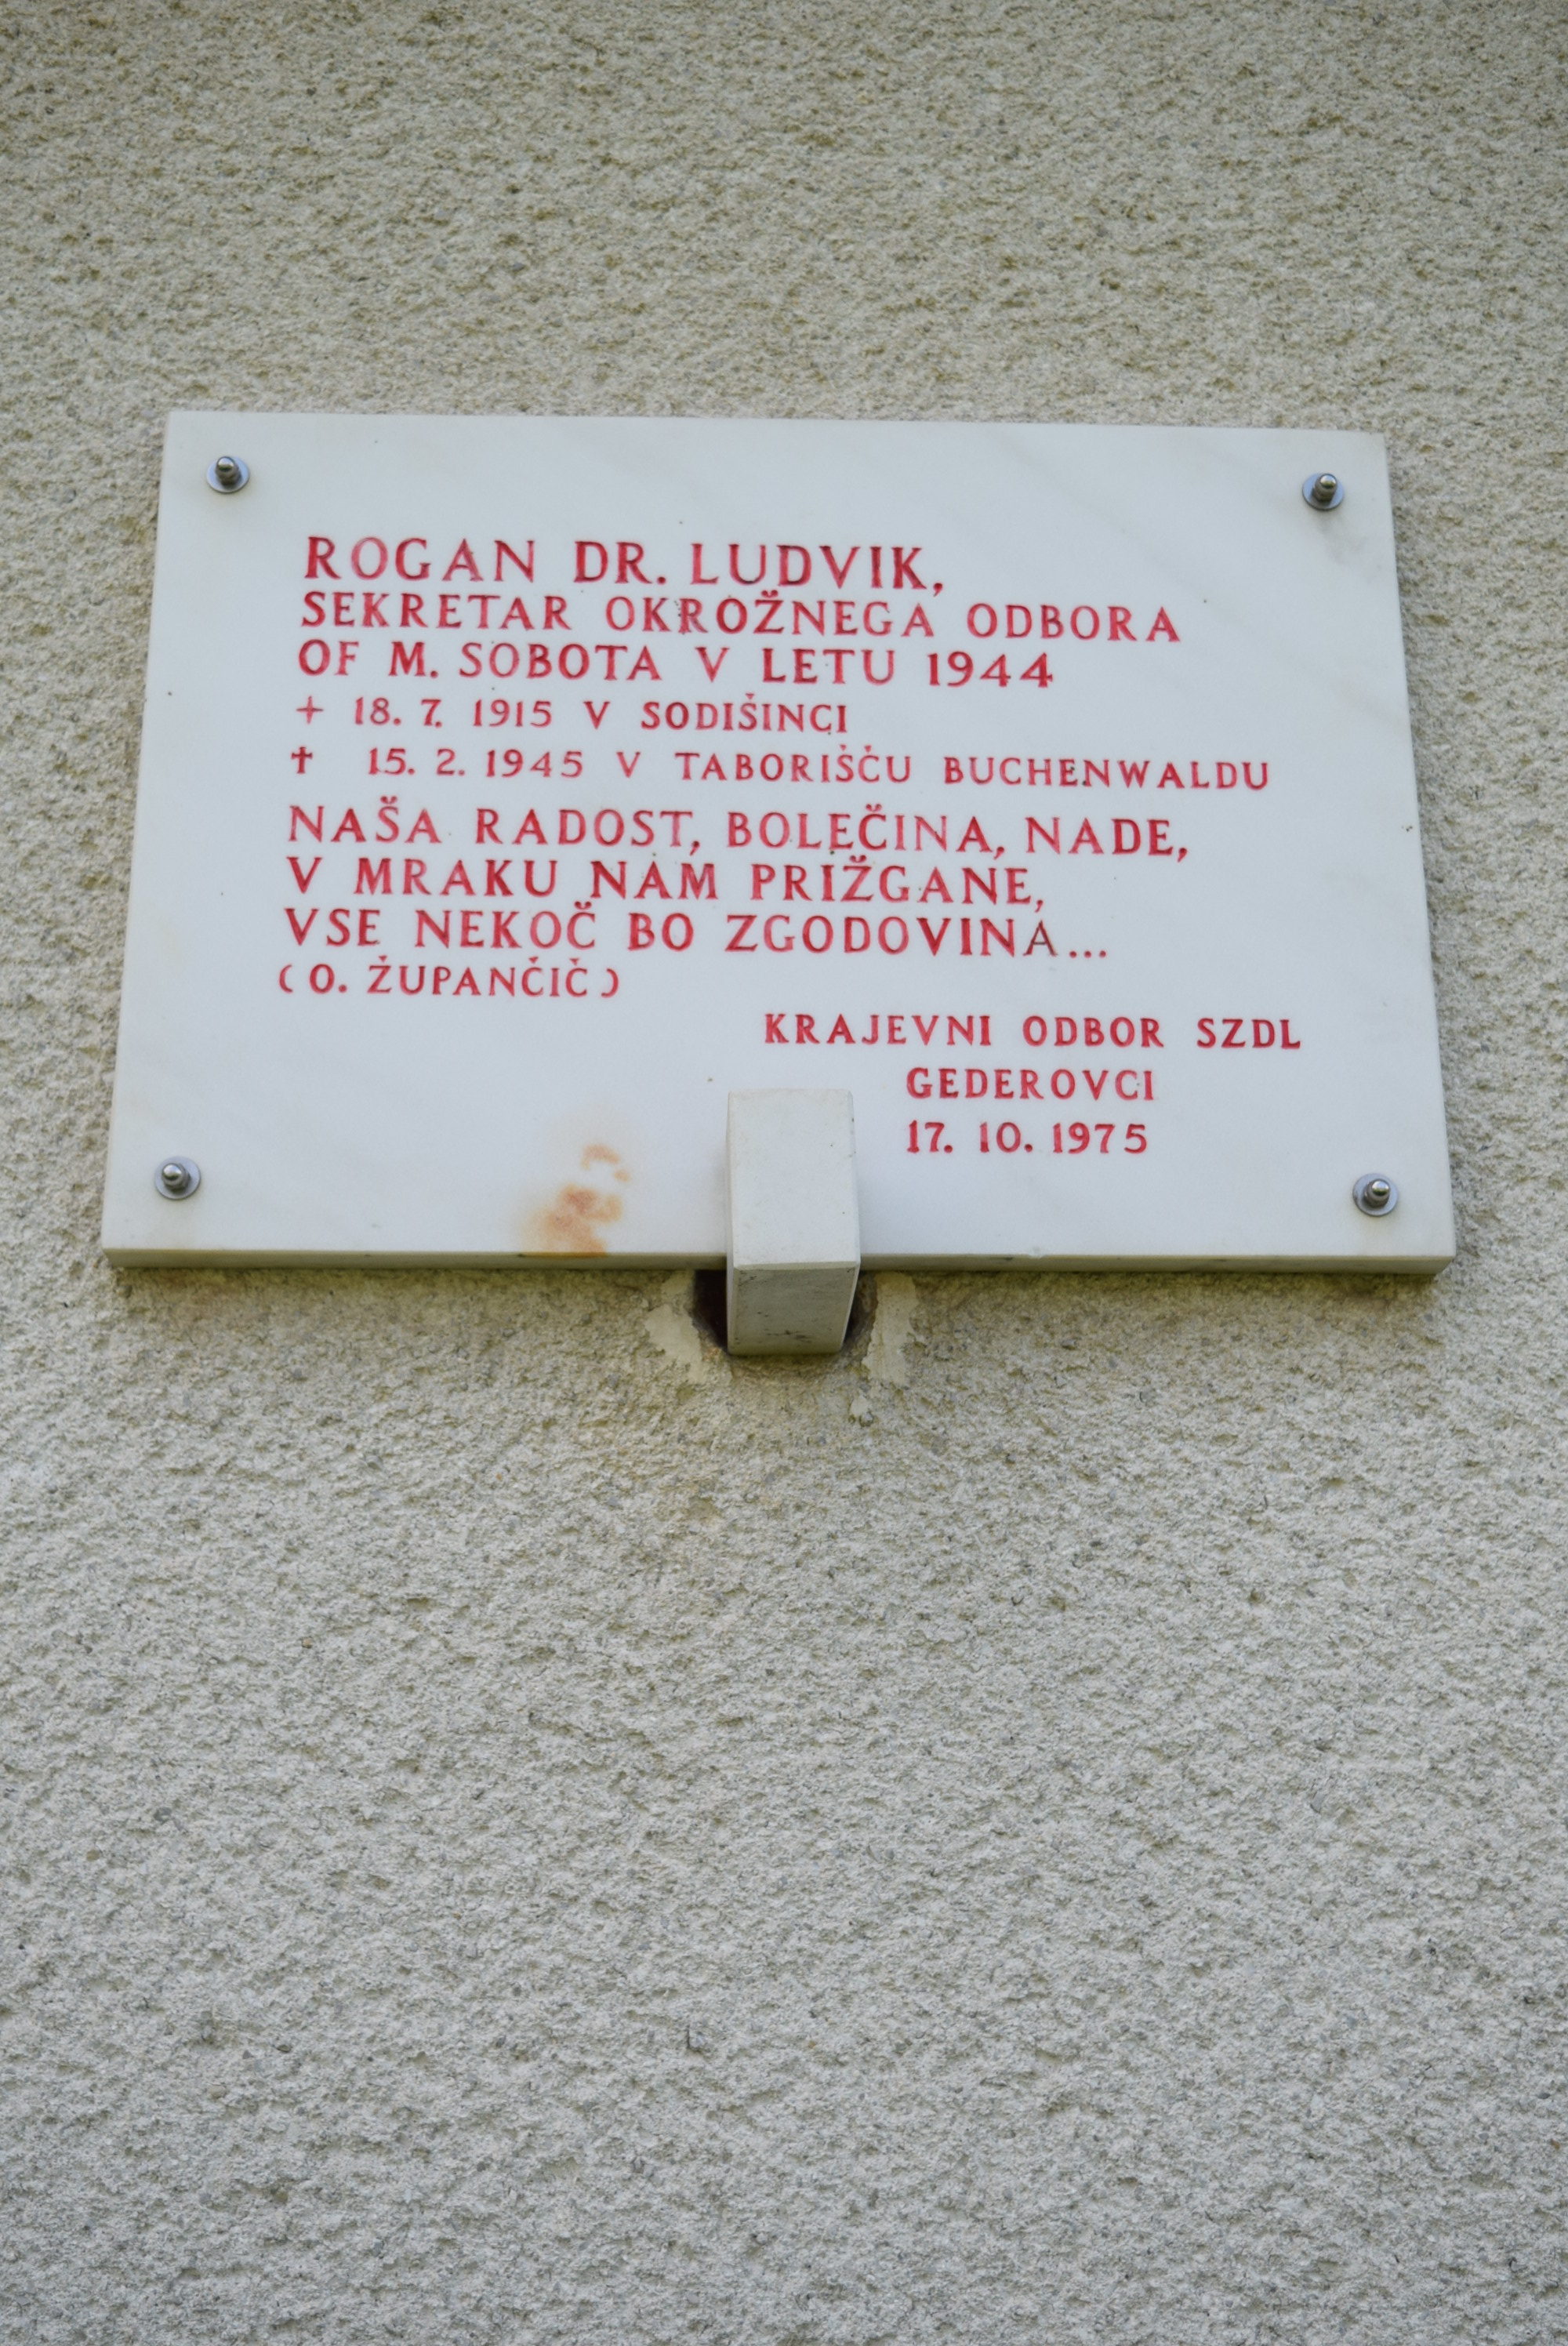 ROGAN DR. LUDVIK,
SEKRETAR OKROŽNEGA ODBORA
OF M. SOBOTA V LETU 1944
+ 18. 7. 1915 V SODIŠINCI
† 15. 2. 1945 V TABORIŠČU BUCHENWALDU
NAŠA RADOST, BOLEČINA, NADE,
V MRAKU NAM PRIŽGANE,
VSE NEKOČ BO ZGODOVINA...
(O. ŽUPANČIČ)
KRAJEVNI ODBOR SZDL
GEDEROVCI
17. 10. 1975